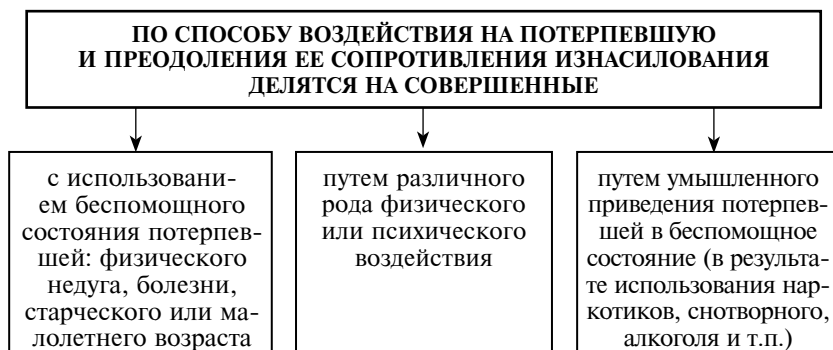 ПО СПОСОБУ ВОЗДЕЙСТВИЯ НА ПОТЕРПЕВШУЮ
И ПРЕОДОЛЕНИЯ ЕЕ СОПРОТИВЛЕНИЯ ИЗНАСИЛОВАНИЯ
ДЕЛЯТСЯ НА СОВЕРШЕННЫЕ
с использовани-
ем беспомощного
состояния потерпев-
шей: физического
недуга, болезни,
старческого или ма-
лолетнего возраста
путем различного
рода физического
или психического
воздействия
путем умышленного
приведения потерпев-
шей в беспомощное
состояние (в результа-
те использования нар-
котиков, снотворного,
алкоголя и т.п.)